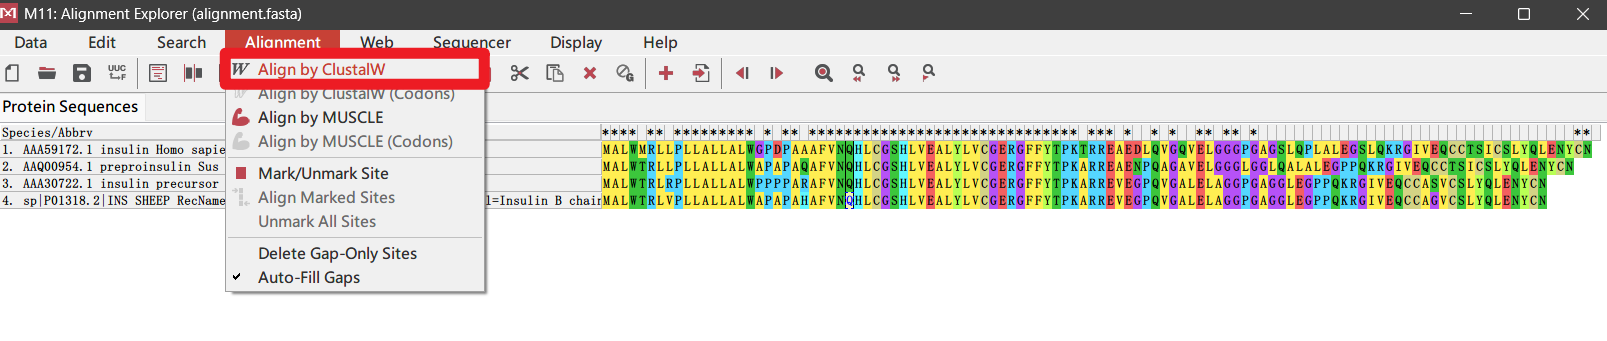 M11: Alignment Explorer (alignment.fasta)
Data Edit Search Alignment Web Sequencer Display Help
UUC
F
W Align by ClustalW
Align by ClustalW (Codons)
Align by MUSCLE
Align by MUSCLE (Codons)
Mark/Unmark Site
Align Marked Sites
Unmark All Sites
Delete Gap-Only Sites
Auto-Fill Gaps
Protein Sequences
Species/Abbrv **** ** ********* * ** ****************************** *** * * * ** ** * **
1. AAA59172.1 insulin Homo sapie MALWMRLLPLLALLALWGPDPAAAFVNQHLCGSHLVEALYLVCGERGFFYTPKTRREAEDLQVGQVELGGGPGAGSLQPLALEGSLQKRGIVEQCCTSICSLYQLENYCN
2. AAQ00954.1 preproinsulin Sus MALWTRLLPLLALLALWAPAPAQAFVNQHLCGSHLVEALYLVCGERGFFYTPKARREAENPQAGAVELGGGLGGLQALALEGPPQKRGIVEQCCTSICSLYQLENYCN
3. AAA30722.1 insulin precursor MALWTRLRPLLALLALWPPPPARAFVNQHLCGSHLVEALYLVCGERGFFYTPKARREVEGPQVGALELAGGPGAGGLEGPPQKRGIVEQCCASVCSLYQLENYCN
4. sp|P01318.2|INS SHEEP RecName l=Insulin B chain MALWTRLVPLLALLALWAPAPAHAFVNQHLCGSHLVEALYLVCGERGFFYTPKARREVEGPQVGALELAGGPGAGGLEGPPQKRGIVEQCCAGVCSLYQLENYCN